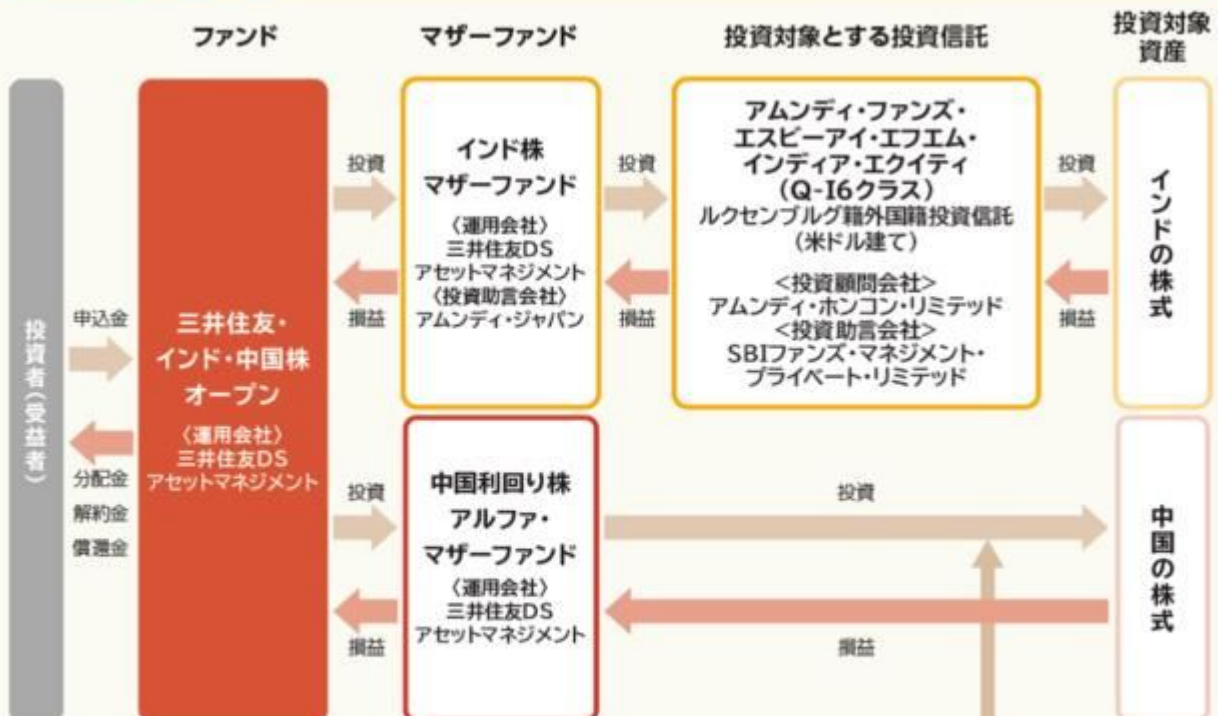 ファンド
マザーファンド
投資対象とする投資信託
投資対象
資産
投資者(受益者)
申込金
分配金
解約金
償還金
三井住友・
インド・中国株
オープン
〈運用会社〉
三井住友DS
アセットマネジメント
投資
損益
インド株
マザーファンド
〈運用会社〉
三井住友DS
アセットマネジメント
〈投資助言会社〉
アムンディ・ジャパン
投資
損益
アムンディ・ファンズ・
エスビーアイ・エフエム・
インディア・エクイティ
(Q-I6クラス)
ルクセンブルグ籍外国籍投資信託
(米ドル建て)
<投資顧問会社>
アムンディ・ホンコン・リミテッド
<投資助言会社>
SBIファンズ・マネジメント・
プライベート・リミテッド
投資
損益
インドの株式
投資
損益
中国利回り株
アルファ・
マザーファンド
〈運用会社〉
三井住友DS
アセットマネジメント
投資
損益
中国の株式